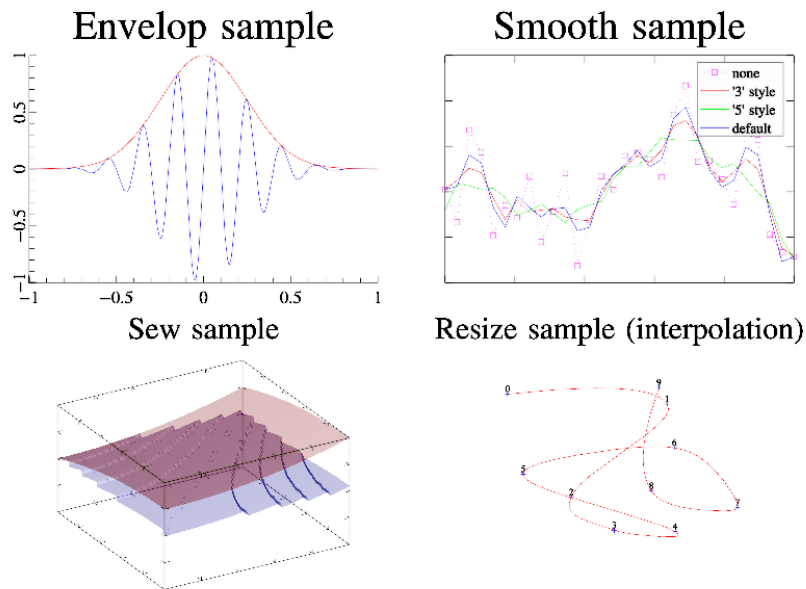 Envelop sample
Smooth sample
1
0.5
0
−0.5
−1
−1
−0.5
0
0.5
1
none
'3' style
'5' style
default
Sew sample
Resize sample (interpolation)
0
9
1
6
5
8
2
7
3
4